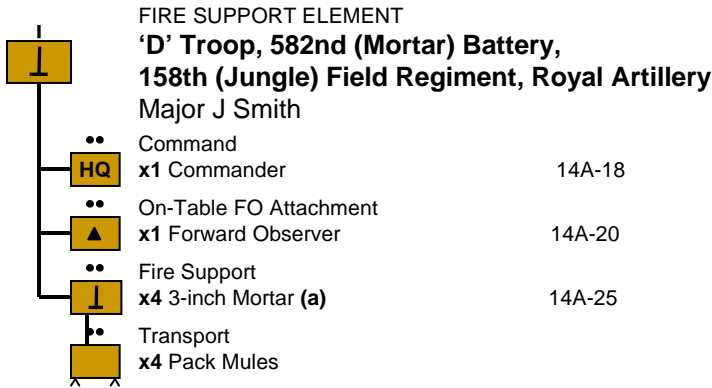 FIRE SUPPORT ELEMENT
‘D’ Troop, 582nd (Mortar) Battery,
158th (Jungle) Field Regiment, Royal Artillery
Major J Smith
Command
HQ x1 Commander 14A-18
On-Table FO Attachment
x1 Forward Observer 14A-20
Fire Support
x4 3-inch Mortar (a) 14A-25
Transport
x4 Pack Mules